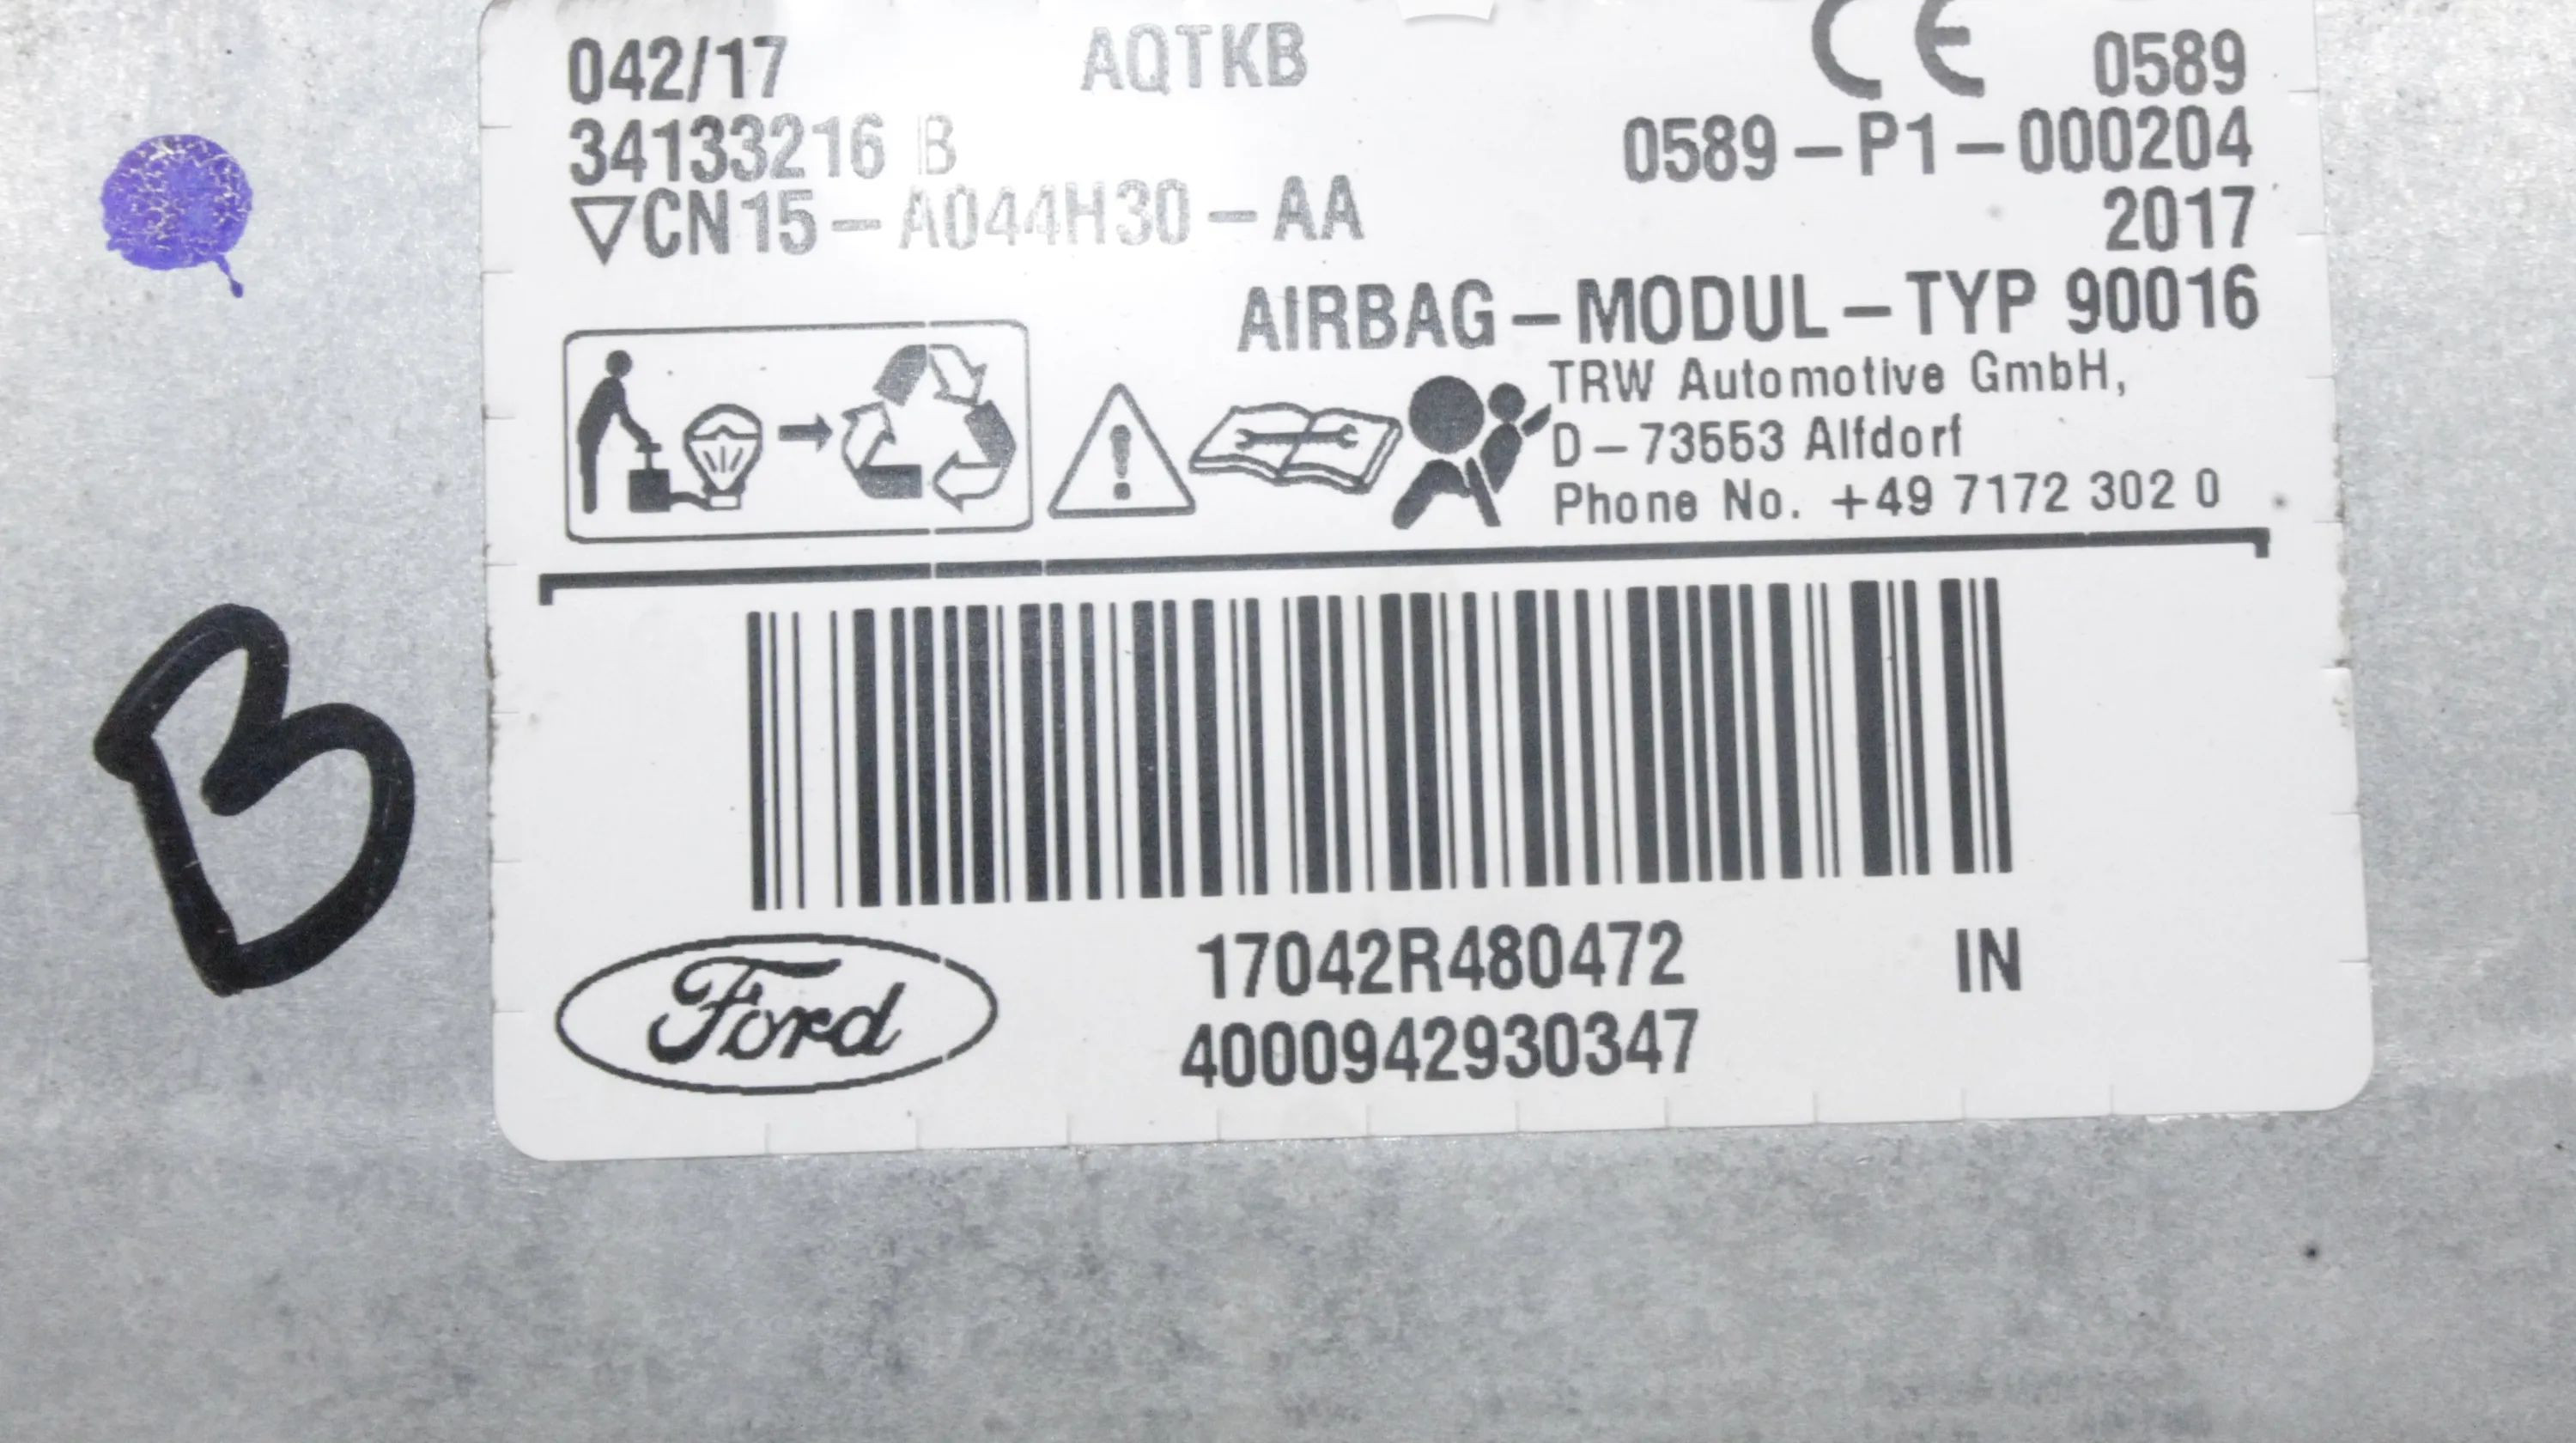 042/17 AQTKB CE 0589
34133216 B 0589-P1-000204
▽CN15-A044H30-AA 2017
AIRBAG-MODUL-TYP 90016
TRW Automotive GmbH,
D-73553 Alfdorf
Phone No. +49 7172 302 0
B
17042R480472 IN
Ford
4000942930347